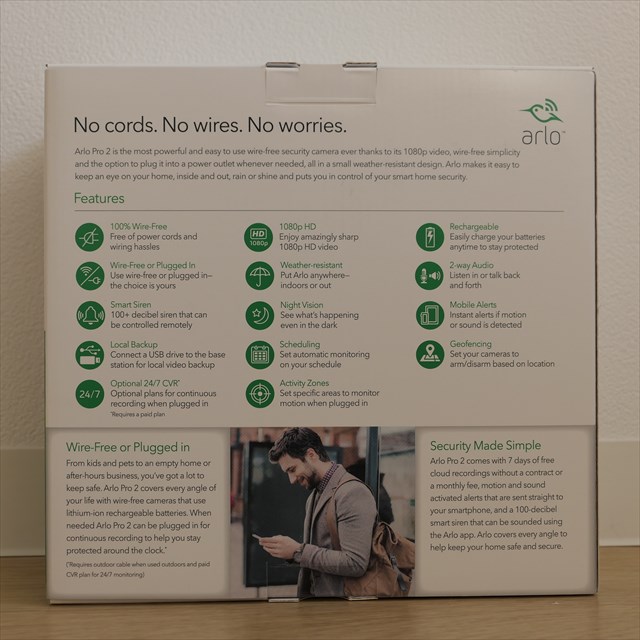 No cords. No wires. No worries.
arlo™
Arlo Pro 2 is the most powerful and easy to use wire-free security camera ever thanks to its 1080p video, wire-free simplicity
and the option to plug it into a power outlet whenever needed, all in a small weather-resistant design. Arlo makes it easy to
keep an eye on your home, inside and out, rain or shine and puts you in control of your smart home security.
Features
100% Wire-Free
Free of power cords and
wiring hassles
Wire-Free or Plugged In
Use wire-free or plugged in–
the choice is yours
Smart Siren
100+ decibel siren that can
be controlled remotely
Local Backup
Connect a USB drive to the base
station for local video backup
24/7
Optional 24/7 CVR*
Optional plans for continuous
recording when plugged in
*Requires a paid plan
HD
1080p
1080p HD
Enjoy amazingly sharp
1080p HD video
Weather-resistant
Put Arlo anywhere–
indoors or out
Night Vision
See what's happening
even in the dark
Scheduling
Set automatic monitoring
on your schedule
Activity Zones
Set specific areas to monitor
motion when plugged in
Rechargeable
Easily charge your batteries
anytime to stay protected
2-way Audio
Listen in or talk back
and forth
Mobile Alerts
Instant alerts if motion
or sound is detected
Geofencing
Set your cameras to
arm/disarm based on location
Wire-Free or Plugged in
From kids and pets to an empty home or
after-hours business, you've got a lot to
keep safe. Arlo Pro 2 covers every angle of
your life with wire-free cameras that use
lithium-ion rechargeable batteries. When
needed Arlo Pro 2 can be plugged in for
continuous recording to help you stay
protected around the clock.*
(*Requires outdoor cable when used outdoors and paid
CVR plan for 24/7 monitoring)
Security Made Simple
Arlo Pro 2 comes with 7 days of free
cloud recordings without a contract or
a monthly fee, motion and sound
activated alerts that are sent straight to
your smartphone, and a 100-decibel
smart siren that can be sounded using
the Arlo app. Arlo covers every angle to
help keep your home safe and secure.